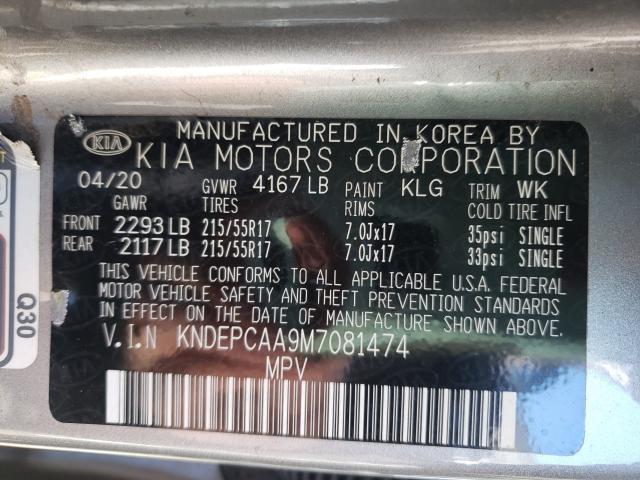 MANUFACTURED IN KOREA BY
KIA KIA MOTORS CORPORATION
04/20 GVWR 4167 LB PAINT KLG TRIM WK
GAWR TIRES RIMS COLD TIRE INFL
FRONT 2293 LB 215/55R17 7.0Jx17 35psi SINGLE
REAR 2117 LB 215/55R17 7.0Jx17 33psi SINGLE
THIS VEHICLE CONFORMS TO ALL APPLICABLE U.S.A. FEDERAL
MOTOR VEHICLE SAFETY AND THEFT PREVENTION STANDARDS
IN EFFECT ON THE DATE OF MANUFACTURE SHOWN ABOVE.
V.I.N KNDEPCAA9M7081474
MPV
Q30